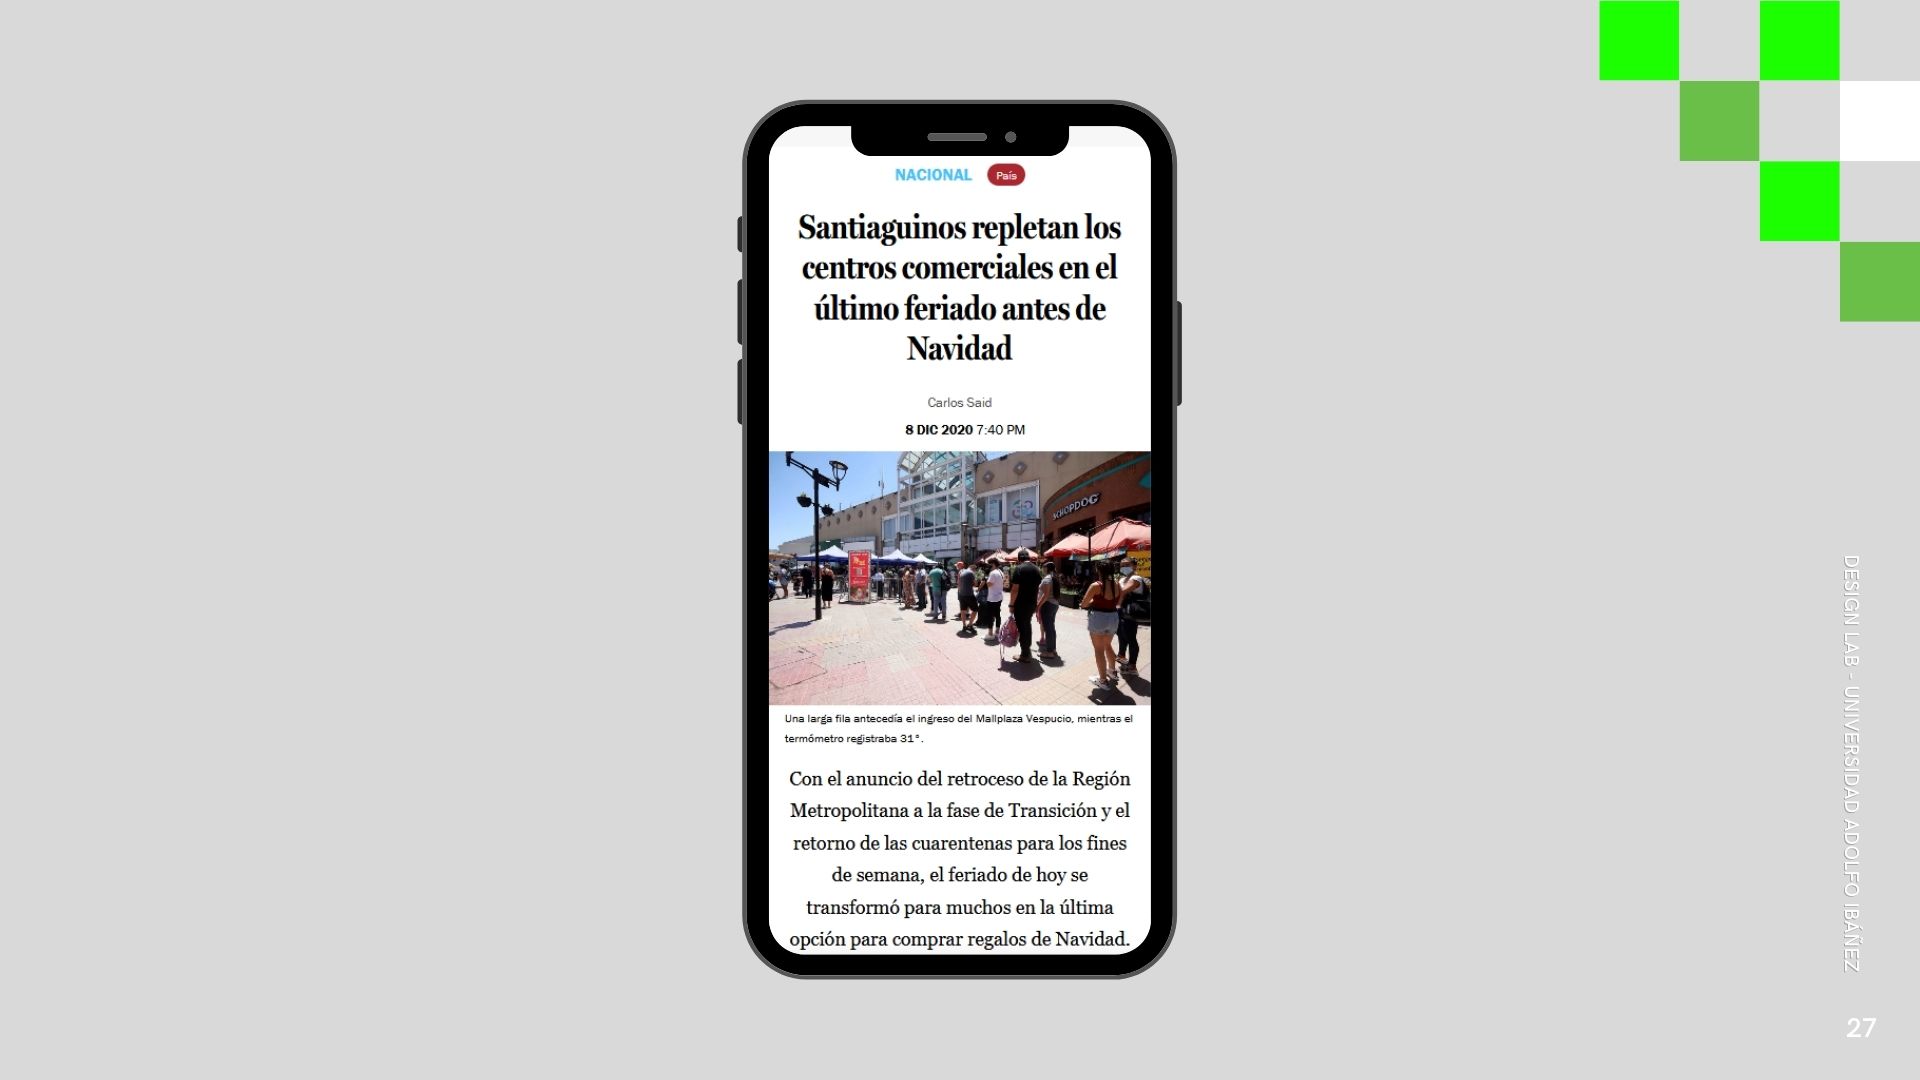 NACIONAL País
Santiaguinos repletan los
centros comerciales en el
último feriado antes de
Navidad
Carlos Said
8 DIC 2020 7:40 PM
SCHOPDOG
Una larga fila antecedía el ingreso del Mallplaza Vespucio, mientras el
termómetro registraba 31°.
Con el anuncio del retroceso de la Región
Metropolitana a la fase de Transición y el
retorno de las cuarentenas para los fines
de semana, el feriado de hoy se
transformó para muchos en la última
opción para comprar regalos de Navidad.
DESIGN LAB - UNIVERSIDAD ADOLFO IBÁÑEZ
27